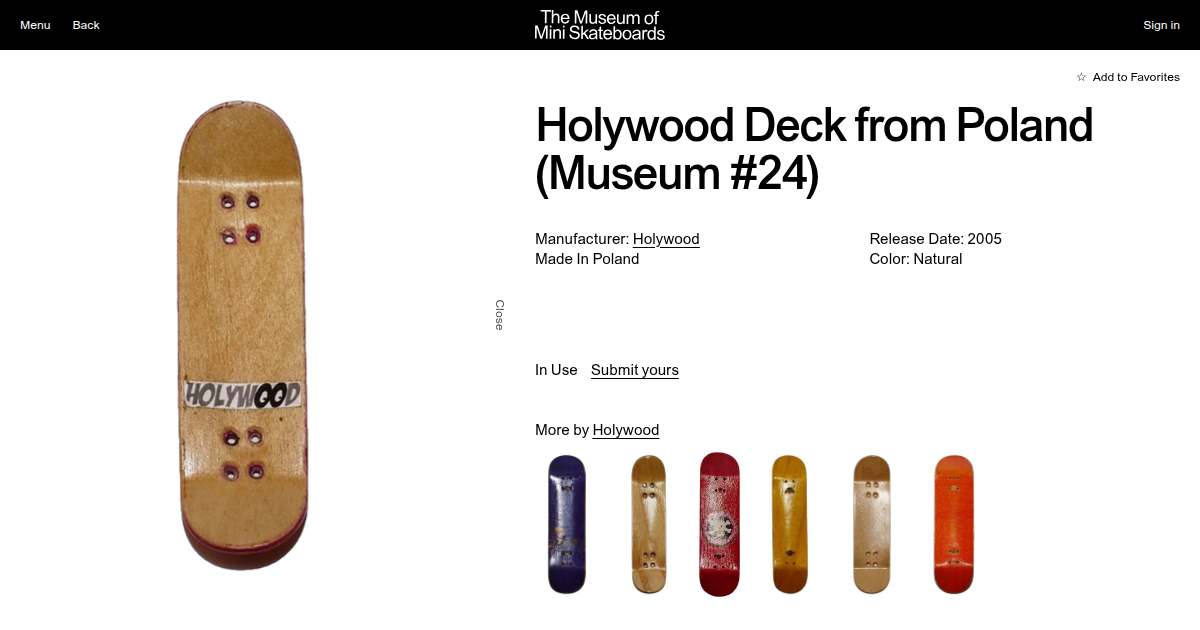 Menu
Back
The Museum of
Mini Skateboards
Sign in
☆ Add to Favorites
Holywood Deck from Poland
(Museum #24)
Manufacturer: Holywood
Made In Poland
Release Date: 2005
Color: Natural
Close
HOLYWOOD
In Use
Submit yours
More by Holywood